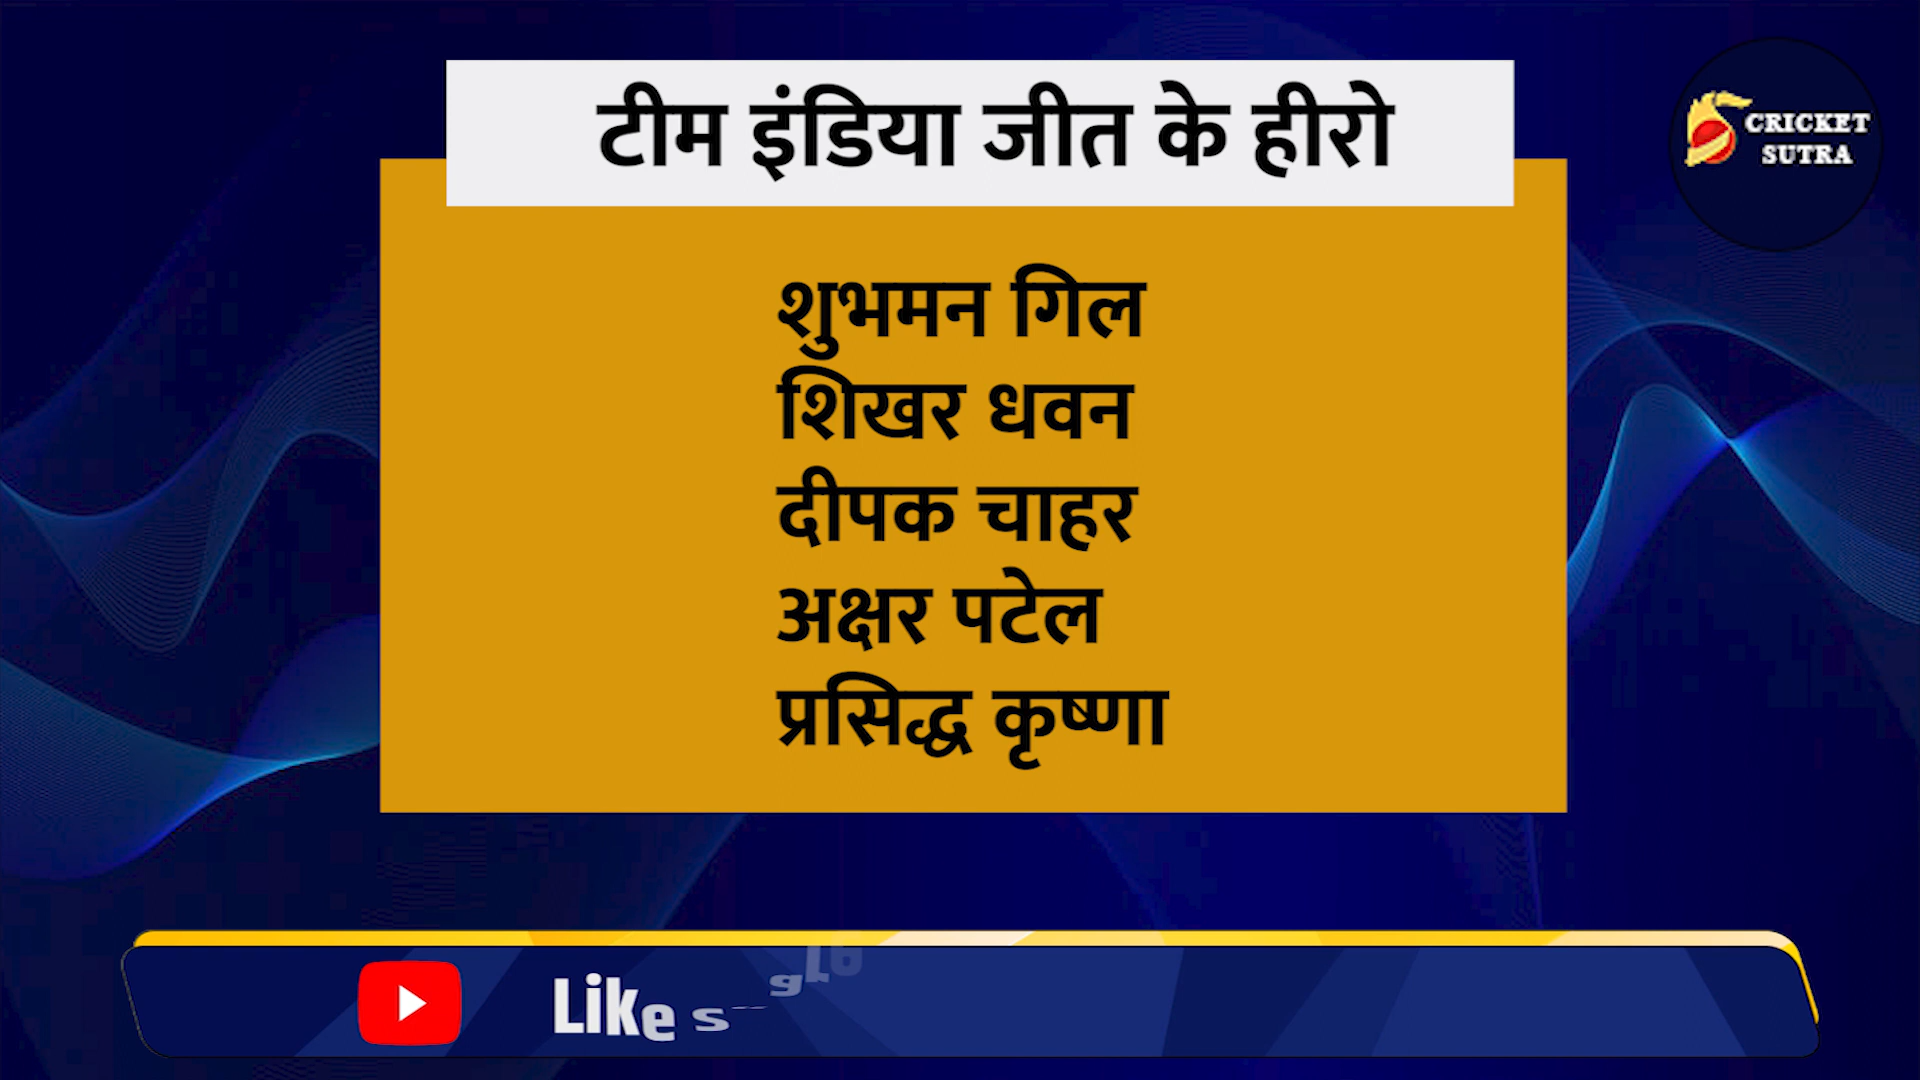 टीम इंडिया जीत के हीरो
CRICKET
SUTRA
शुभमन गिल
शिखर धवन
दीपक चाहर
अक्षर पटेल
प्रसिद्ध कृष्णा
Like